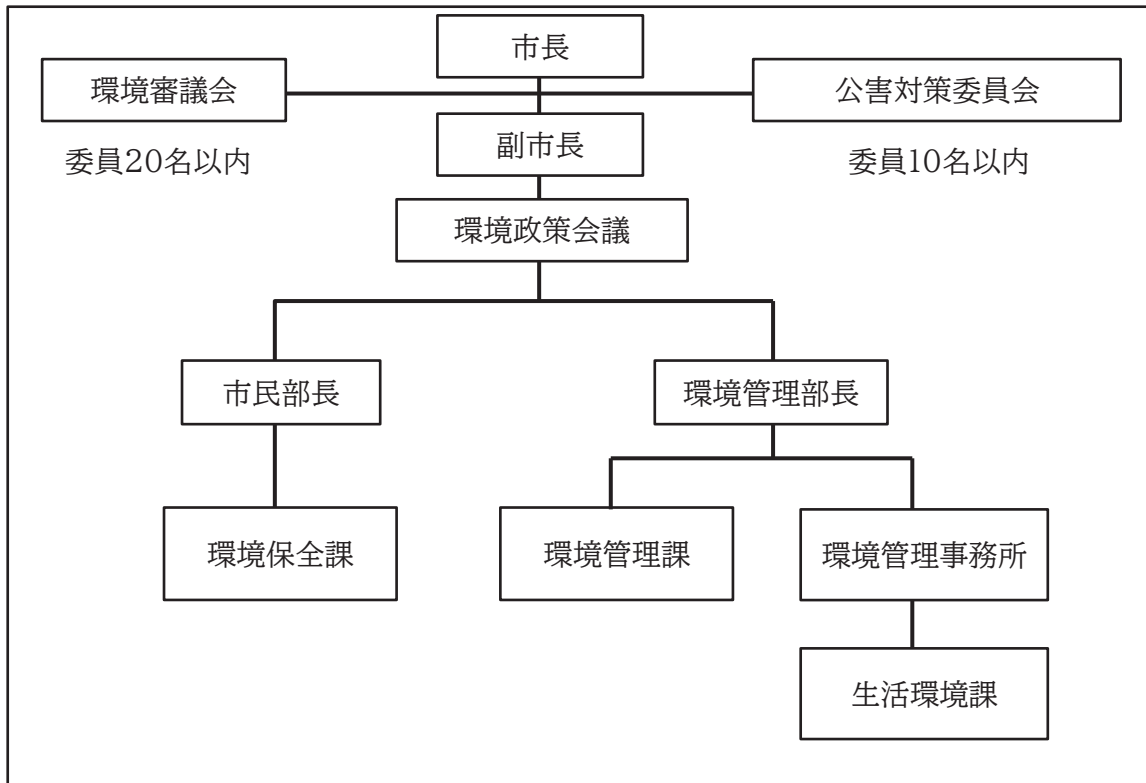 市長
環境審議会
公害対策委員会
副市長
委員20名以内
委員10名以内
環境政策会議
市民部長
環境管理部長
環境保全課
環境管理課
環境管理事務所
生活環境課